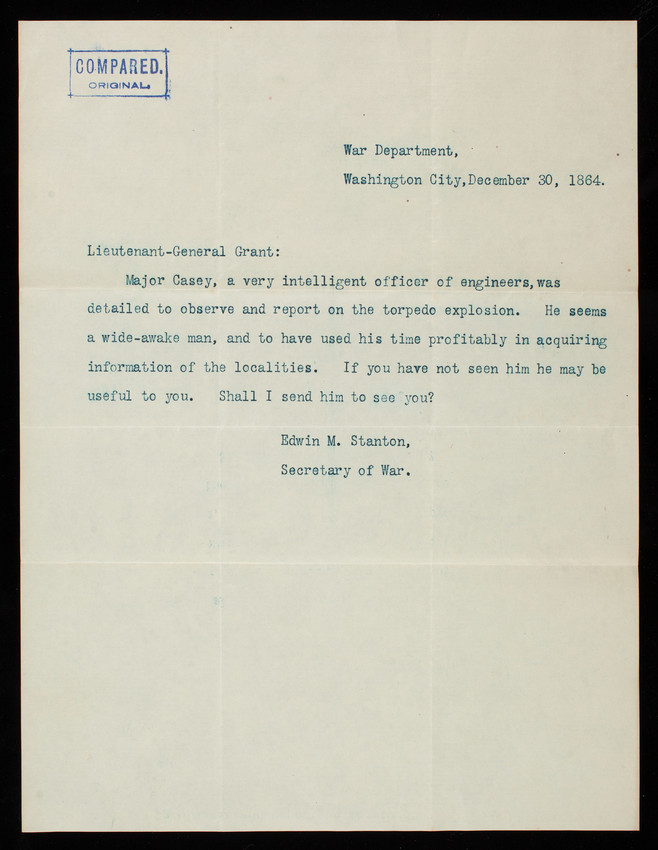 COMPARED.
ORIGINAL.
War Department,
Washington City,December 30, 1864.
Lieutenant-General Grant:
Major Casey, a very intelligent officer of engineers,was
detailed to observe and report on the torpedo explosion. He seems
a wide-awake man, and to have used his time profitably in acquiring
information of the localities. If you have not seen him he may be
useful to you. Shall I send him to see you?
Edwin M. Stanton,
Secretary of War.